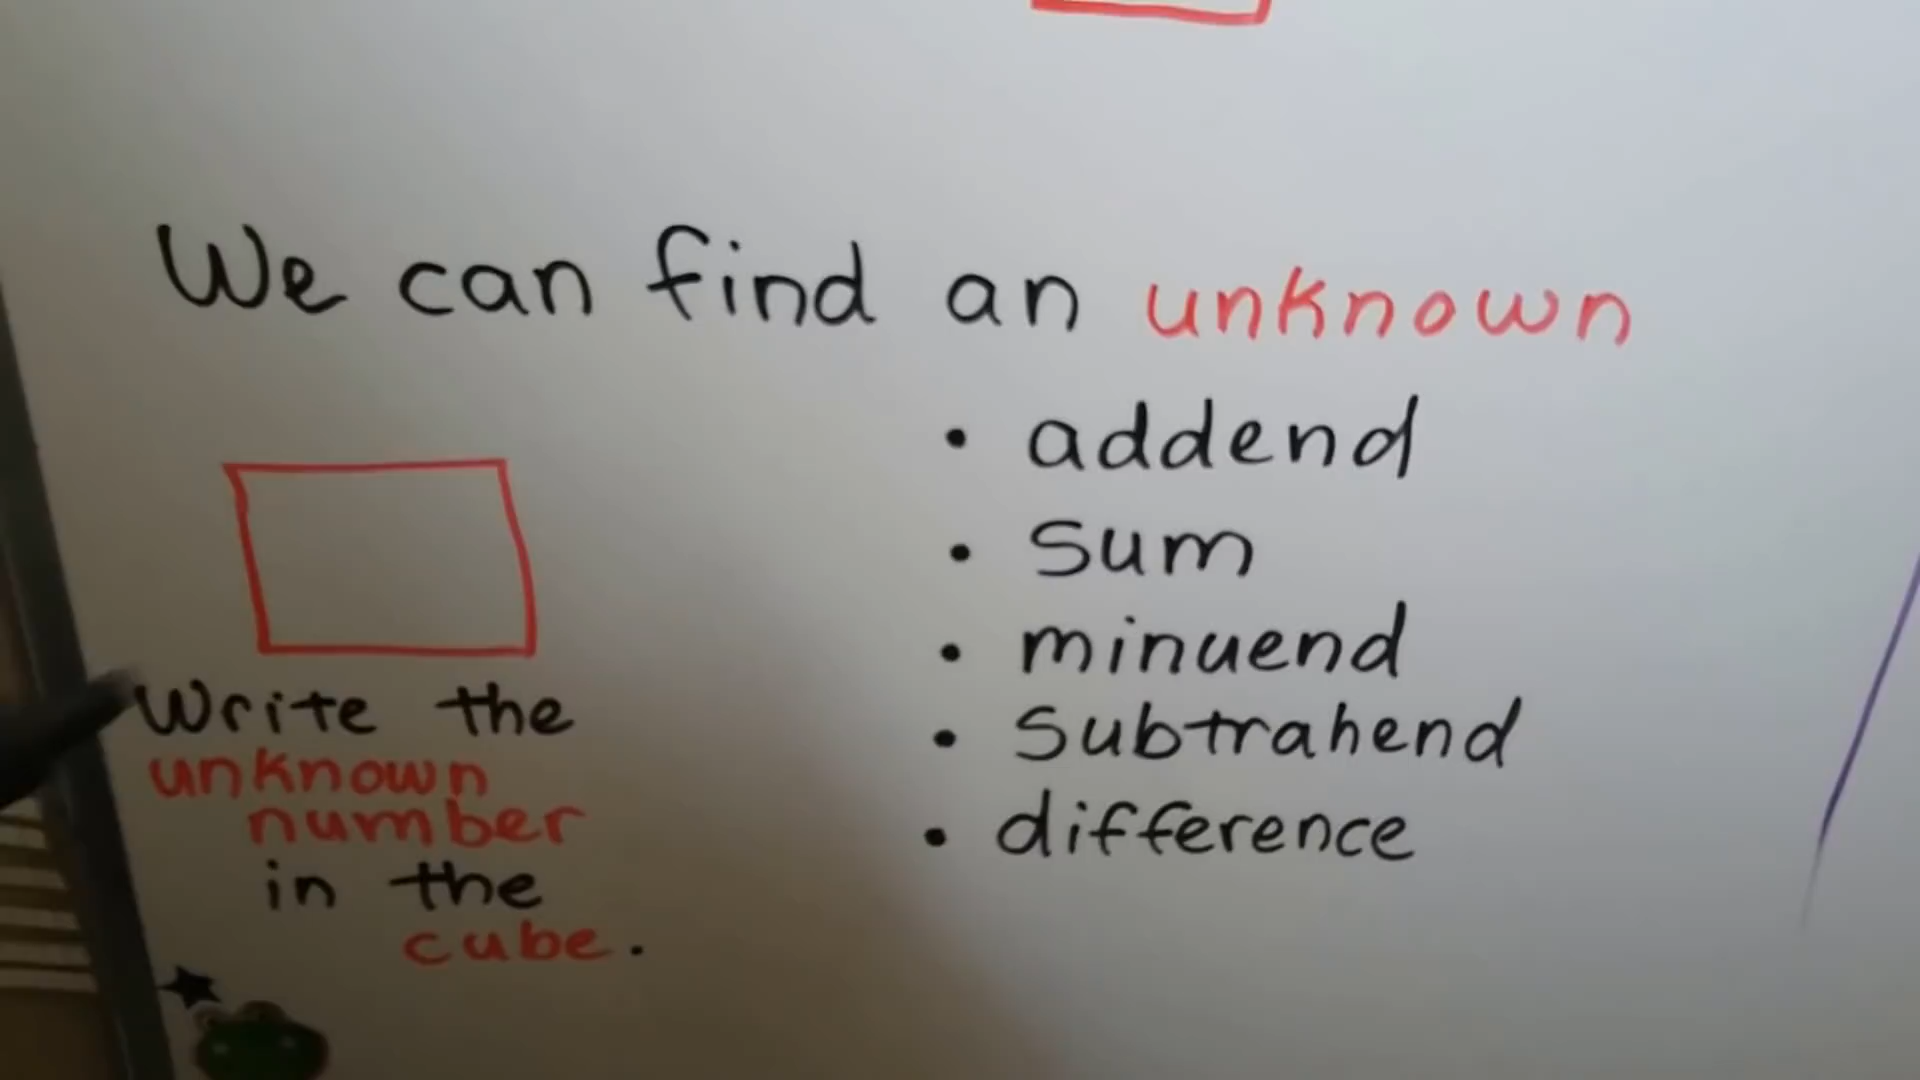 We can find an unknown
• addend
• sum
• minuend
• subtrahend
• difference
Write the
unknown
number
in the
cube.